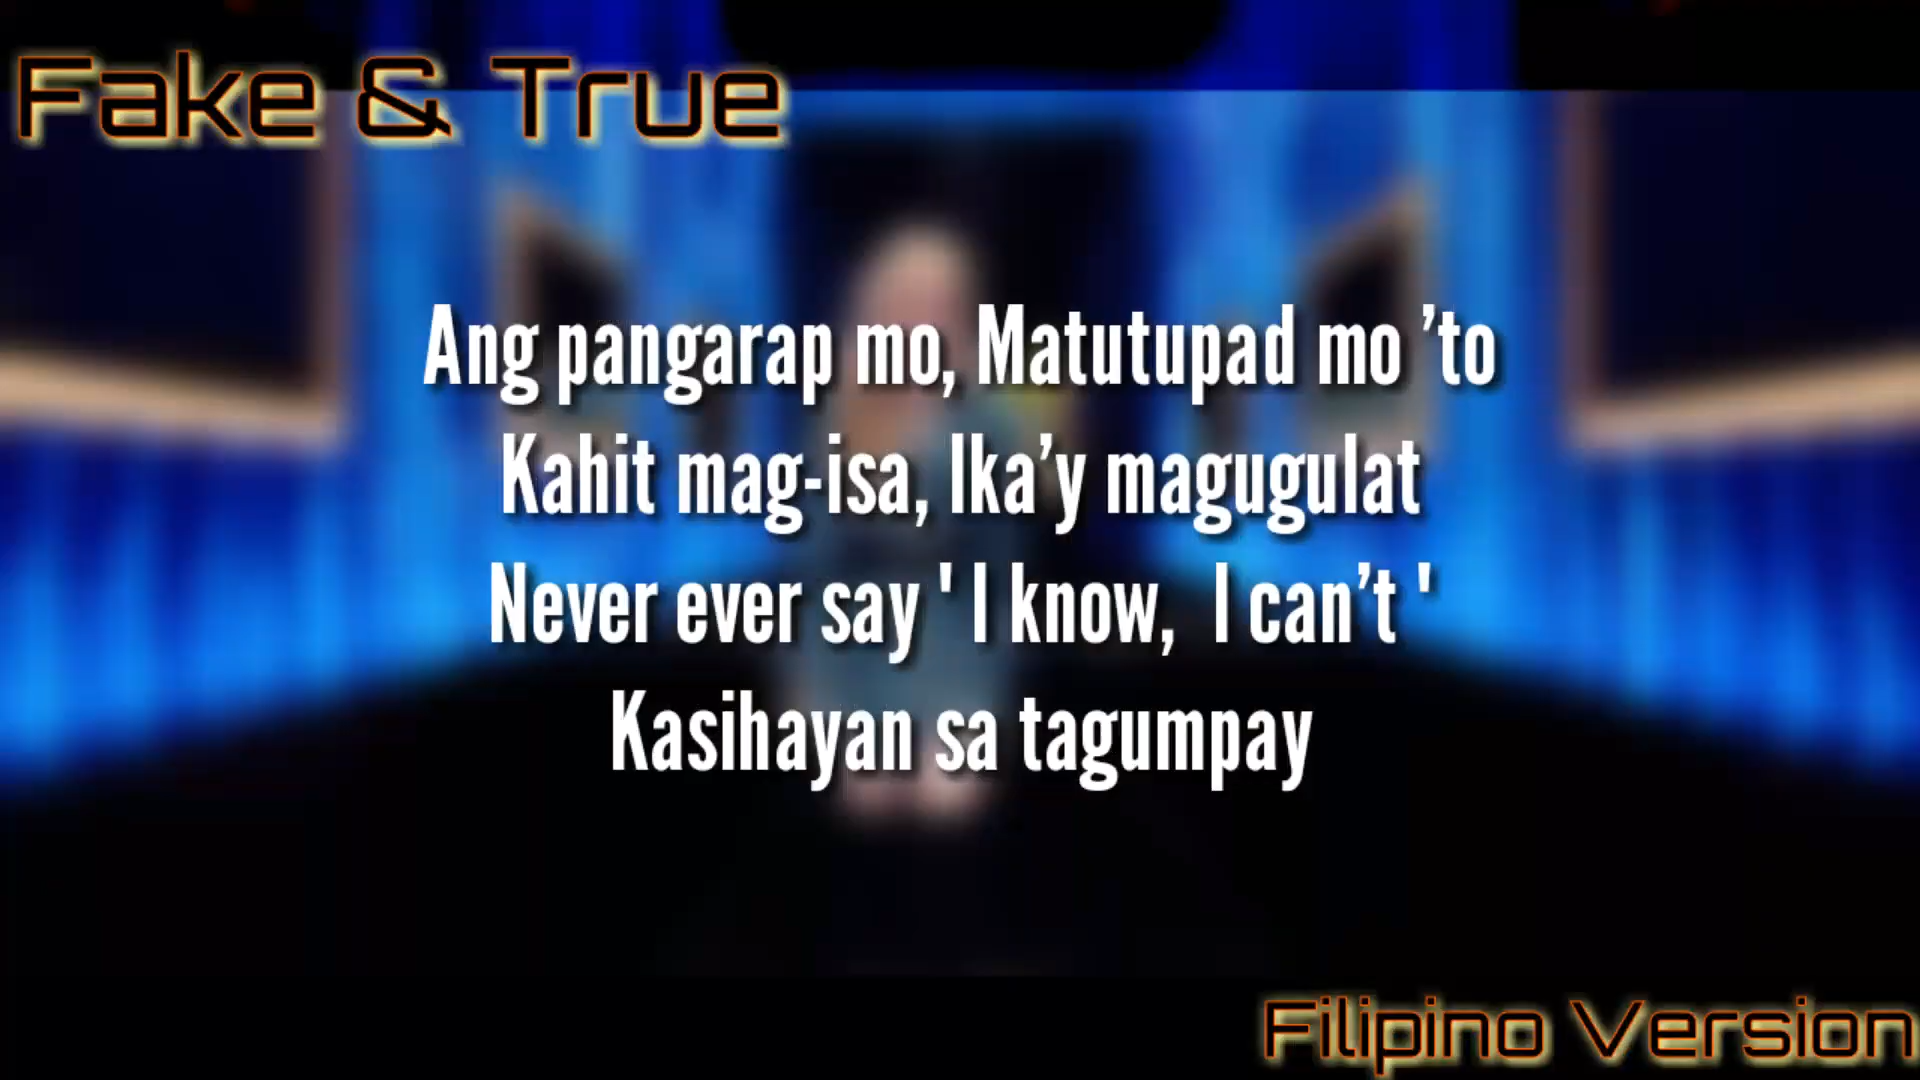 Fake & True
Ang pangarap mo, Matutupad mo ’to
Kahit mag-isa, Ika’y magugulat
Never ever say ' I know,  I can’t '
Kasihayan sa tagumpay
Filipino Version